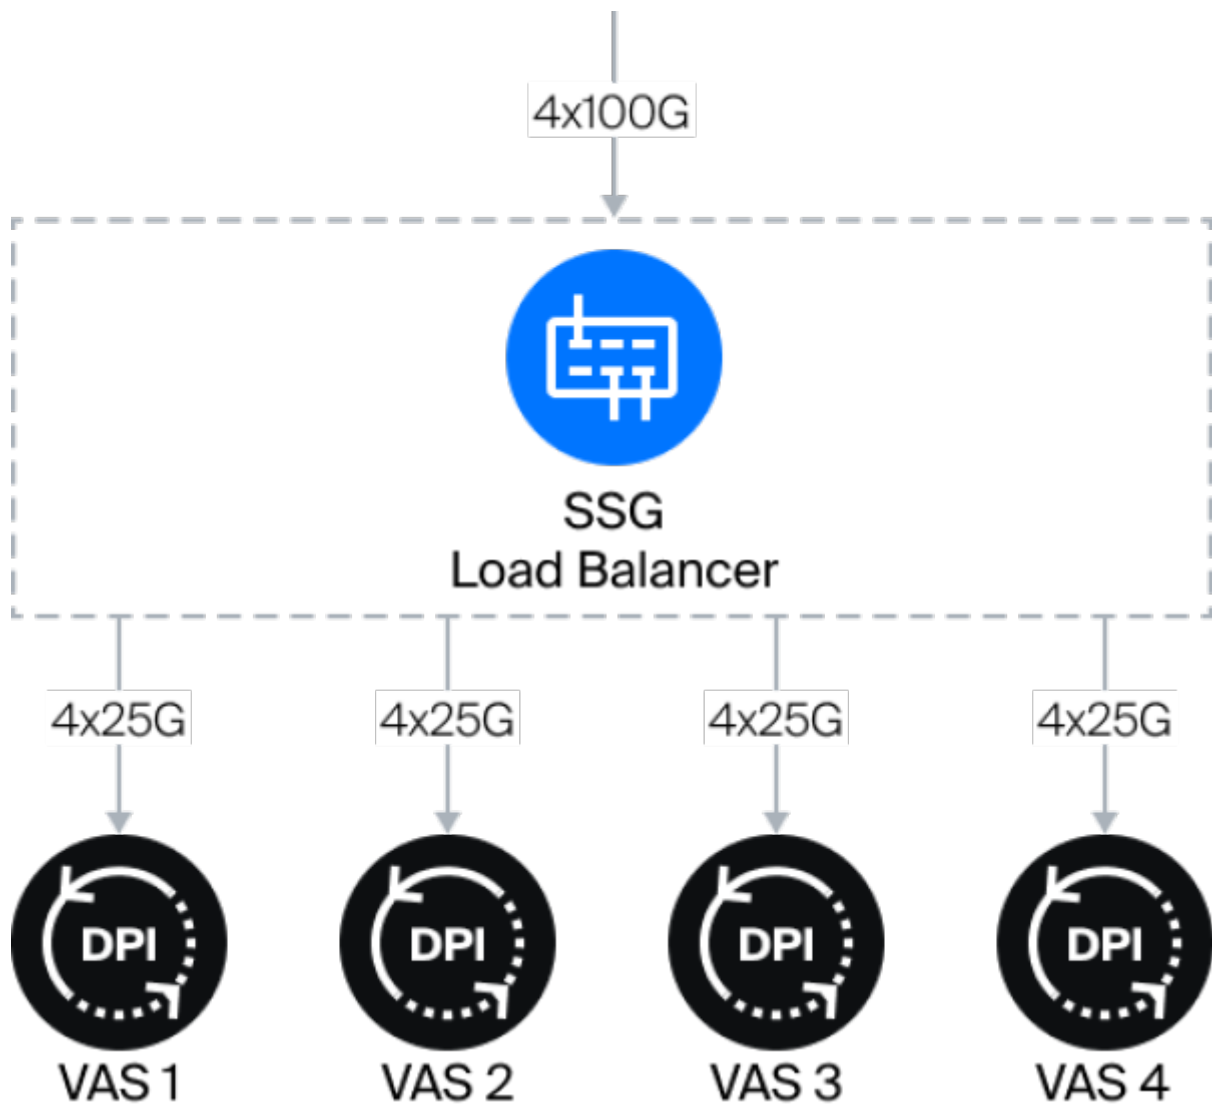 4x100G
SSG
Load Balancer
4x25G
4x25G
4x25G
4x25G
DPI
DPI
DPI
DPI
VAS 1
VAS 2
VAS 3
VAS 4